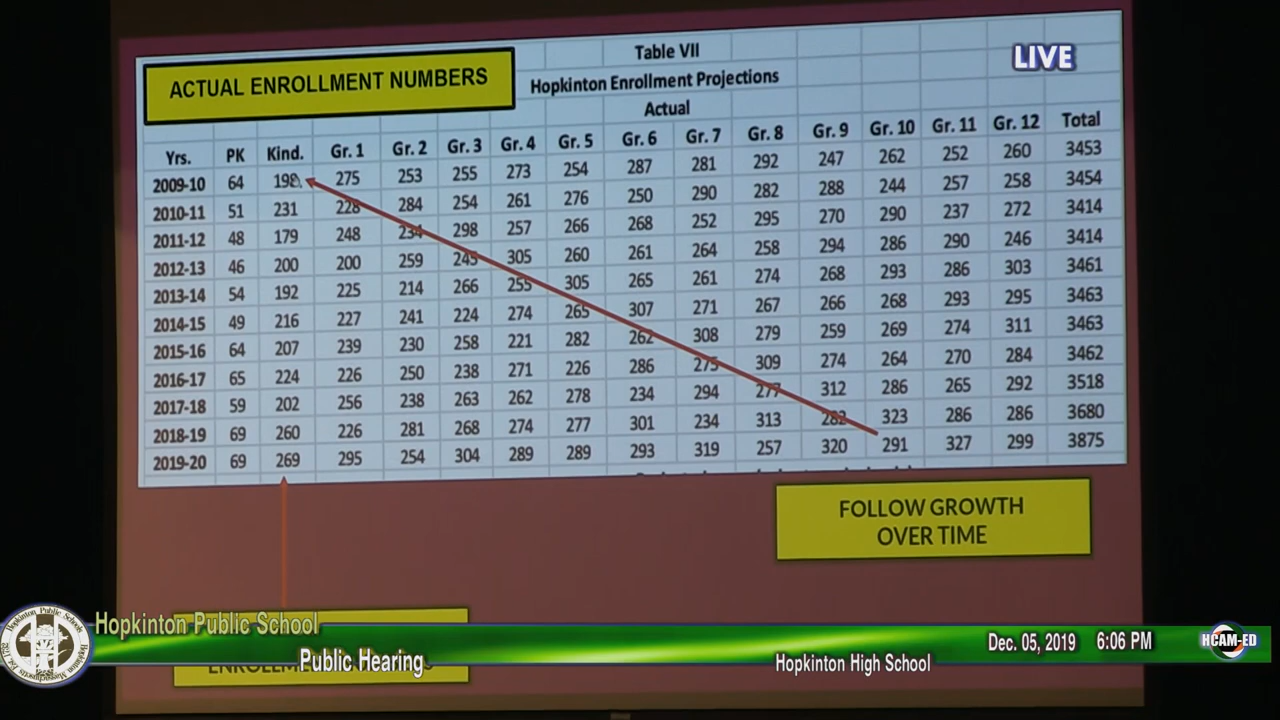 Table VII
LIVE
ACTUAL ENROLLMENT NUMBERS
Hopkinton Enrollment Projections
Actual
Yrs. PK Kind. Gr. 1 Gr. 2 Gr. 3 Gr. 4 Gr. 5 Gr. 6 Gr. 7 Gr. 8 Gr. 9 Gr. 10 Gr. 11 Gr. 12 Total
2009-10 64 198 275 253 255 273 254 287 281 292 247 262 252 260 3453
2010-11 51 231 228 284 254 261 276 250 290 282 288 244 257 258 3454
2011-12 48 179 248 234 298 257 266 268 252 295 270 290 237 272 3414
2012-13 46 200 200 259 245 305 260 261 264 258 294 286 290 246 3414
2013-14 54 192 225 214 266 255 305 265 261 274 268 293 286 303 3461
2014-15 49 216 227 241 224 274 265 307 271 267 266 268 293 295 3463
2015-16 64 207 239 230 258 221 282 262 308 279 259 269 274 311 3463
2016-17 65 224 226 250 238 271 226 286 275 309 274 264 270 284 3462
2017-18 59 202 256 238 263 262 278 234 294 277 312 286 265 292 3518
2018-19 69 260 226 281 268 274 277 301 234 313 282 323 286 286 3680
2019-20 69 269 295 254 304 289 289 293 319 257 320 291 327 299 3875
FOLLOW GROWTH
OVER TIME
Hopkinton Public School
Public Hearing
Hopkinton High School
Dec. 05, 2019 6:06 PM
HCAM-ED